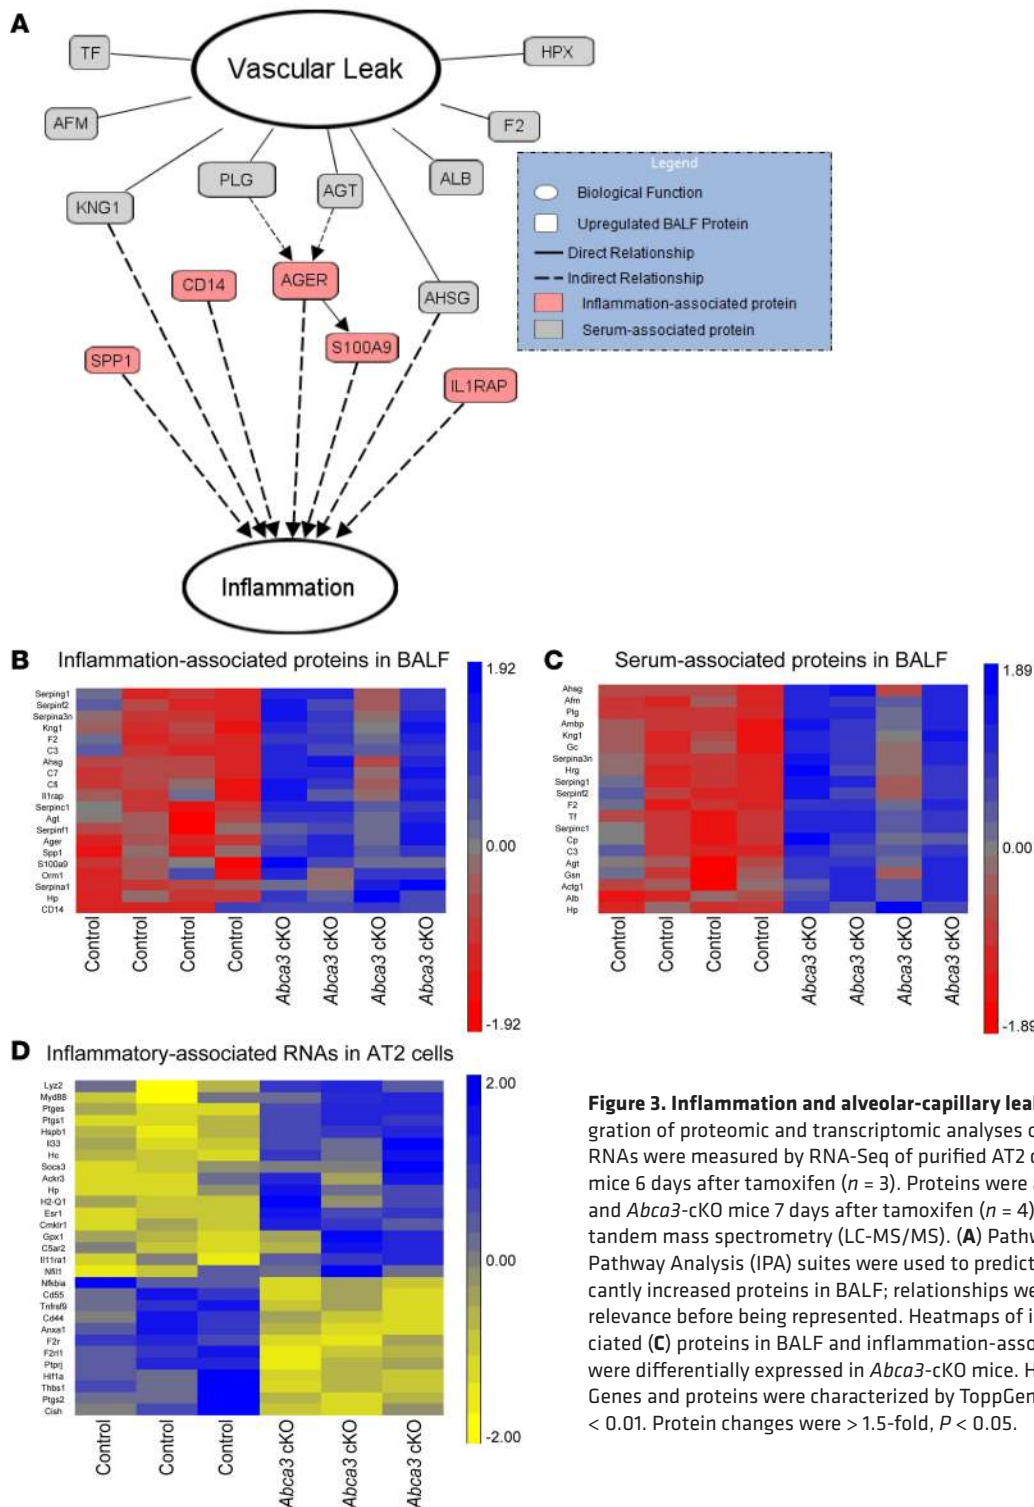 A
TF
Vascular Leak
HPX
AFM
F2
PLG
AGT
ALB
KNG1
Legend
Biological Function
Upregulated BALF Protein
Direct Relationship
Indirect Relationship
Inflammation-associated protein
Serum-associated protein
CD14
AGER
AHSG
S100A9
SPP1
IL1RAP
Inflammation
B Inflammation-associated proteins in BALF
1.92
0.00
-1.92
Serping1
Serpinf2
Serpina3n
Kng1
F2
C3
Ahsg
C7
Cfi
Il1rap
Serpinc1
Agt
Serpinf1
Ager
Spp1
S100a9
Orm1
Serpina1
Hp
CD14
Control
Control
Control
Control
Abca3 cKO
Abca3 cKO
Abca3 cKO
Abca3 cKO
C Serum-associated proteins in BALF
1.89
0.00
-1.89
Ahsg
Afm
Plg
Ambp
Kng1
Gc
Serpina3n
Hrg
Serping1
Serpinf2
F2
Tf
Serpinc1
Cp
C3
Agt
Gsn
Actg1
Alb
Hp
Control
Control
Control
Control
Abca3 cKO
Abca3 cKO
Abca3 cKO
Abca3 cKO
D Inflammatory-associated RNAs in AT2 cells
2.00
0.00
-2.00
Lyz2
Myd88
Ptges
Ptgs1
Hspb1
Il33
Hc
Socs3
Ackr3
Hp
H2-Q1
Esr1
Cmklr1
Gpx1
C5ar2
Il11ra1
Nfil1
Nfkbia
Cd55
Tnfrsf9
Cd44
Anxa1
F2r
F2rl1
Ptprj
Hif1a
Thbs1
Ptgs2
Cish
Control
Control
Control
Abca3 cKO
Abca3 cKO
Abca3 cKO
Figure 3. Inflammation and alveolar-capillary leak
gration of proteomic and transcriptomic analyses o
RNAs were measured by RNA-Seq of purified AT2 c
mice 6 days after tamoxifen (n = 3). Proteins were a
and Abca3-cKO mice 7 days after tamoxifen (n = 4)
tandem mass spectrometry (LC-MS/MS). (A) Pathw
Pathway Analysis (IPA) suites were used to predict
cantly increased proteins in BALF; relationships we
relevance before being represented. Heatmaps of i
ciated (C) proteins in BALF and inflammation-asso
were differentially expressed in Abca3-cKO mice. H
Genes and proteins were characterized by ToppGen
< 0.01. Protein changes were > 1.5-fold, P < 0.05.